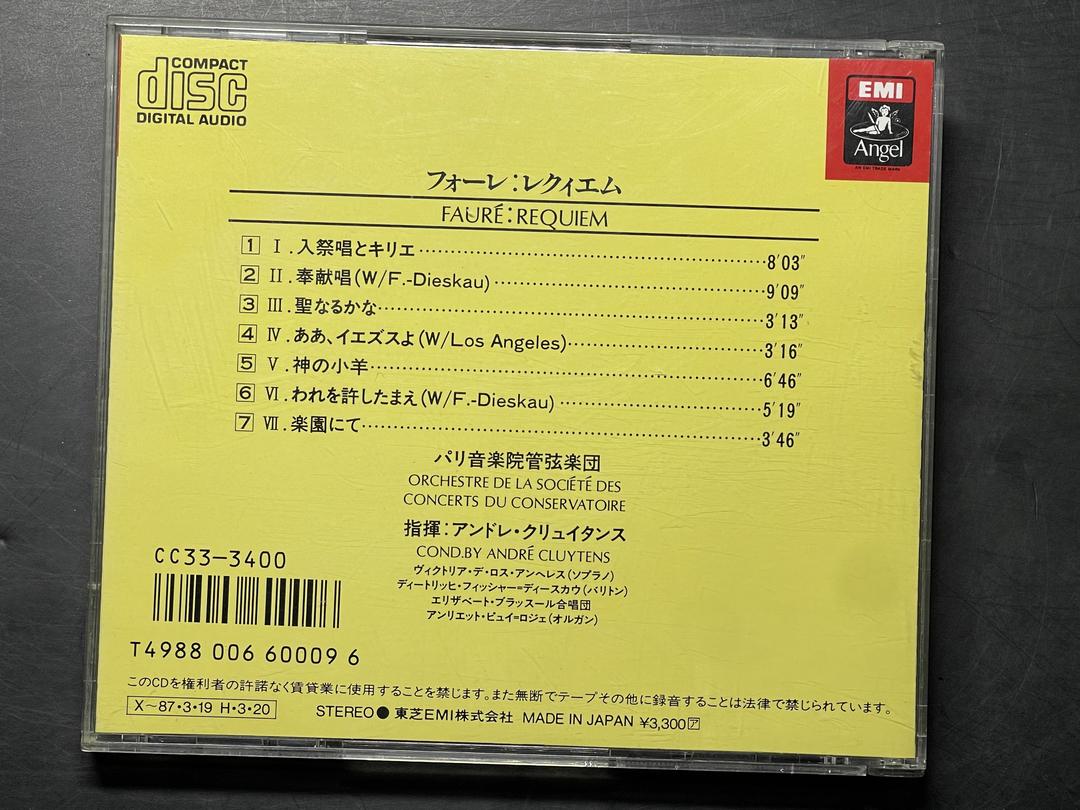 COMPACT
disc
DIGITAL AUDIO
EMI
Angel
AN EMI TRADE MARK
フォーレ:レクィエム
FAURÉ:REQUIEM
1 Ⅰ.入祭唱とキリエ 8′03″
2 Ⅱ.奉献唱(W/F.-Dieskau) 9′09″
3 Ⅲ.聖なるかな 3′13″
4 Ⅳ.ああ、イエズスよ(W/Los Angeles) 3′16″
5 Ⅴ.神の小羊 6′46″
6 Ⅵ.われを許したまえ(W/F.-Dieskau) 5′19″
7 Ⅶ.楽園にて 3′46″
パリ音楽院管弦楽団
ORCHESTRE DE LA SOCIÉTÉ DES
CONCERTS DU CONSERVATOIRE
指揮:アンドレ・クリュイタンス
COND.BY ANDRÉ CLUYTENS
ヴィクトリア・デ・ロス・アンヘレス(ソプラノ)
ディートリッヒ・フィッシャー=ディースカウ(バリトン)
エリザベート・ブラッスール合唱団
アンリエット・ピュイ=ロジェ(オルガン)
CC33-3400
T4988 006 60009 6
このCDを権利者の許諾なく賃貸業に使用することを禁じます。また無断でテープその他に録音することは法律で禁じられています。
X~87・3・19 H・3・20
STEREO● 東芝EMI株式会社 MADE IN JAPAN ¥3,300ア